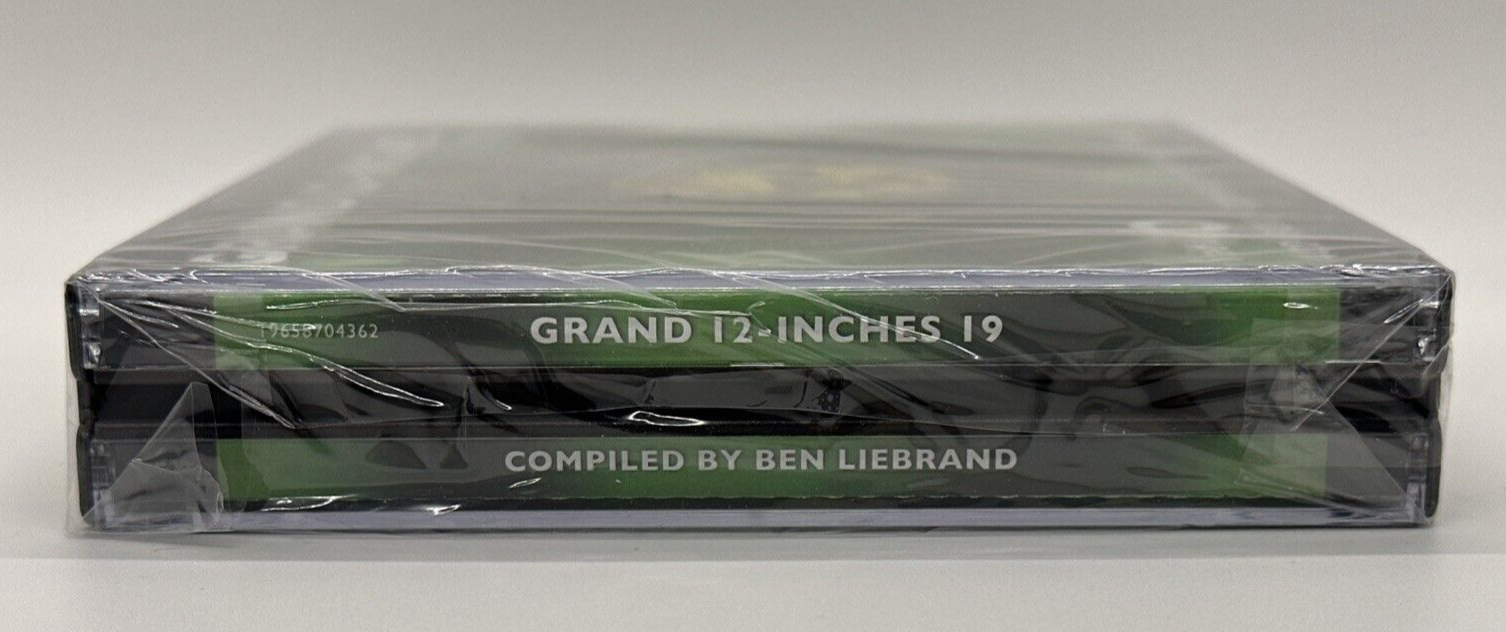 19658704362
GRAND 12-INCHES 19
COMPILED BY BEN LIEBRAND